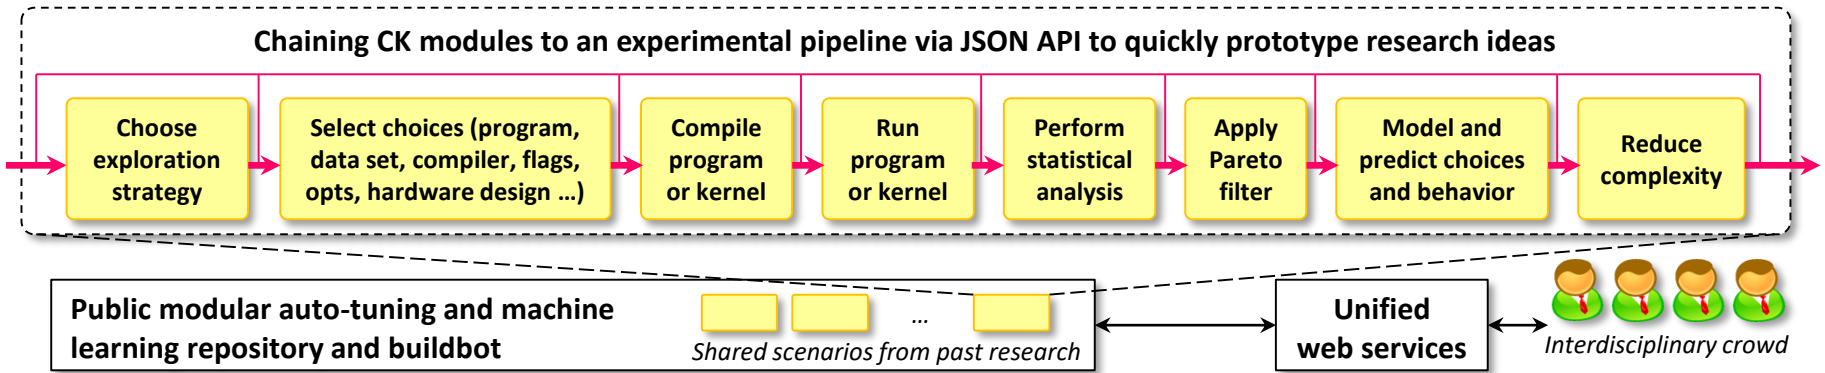 Chaining CK modules to an experimental pipeline via JSON API to quickly prototype research ideas
Choose
exploration
strategy
Select choices (program,
data set, compiler, flags,
opts, hardware design ...)
Compile
program
or kernel
Run
program
or kernel
Perform
statistical
analysis
Apply
Pareto
filter
Model and
predict choices
and behavior
Reduce
complexity
Public modular auto-tuning and machine
learning repository and buildbot
...
Shared scenarios from past research
Unified
web services
Interdisciplinary crowd